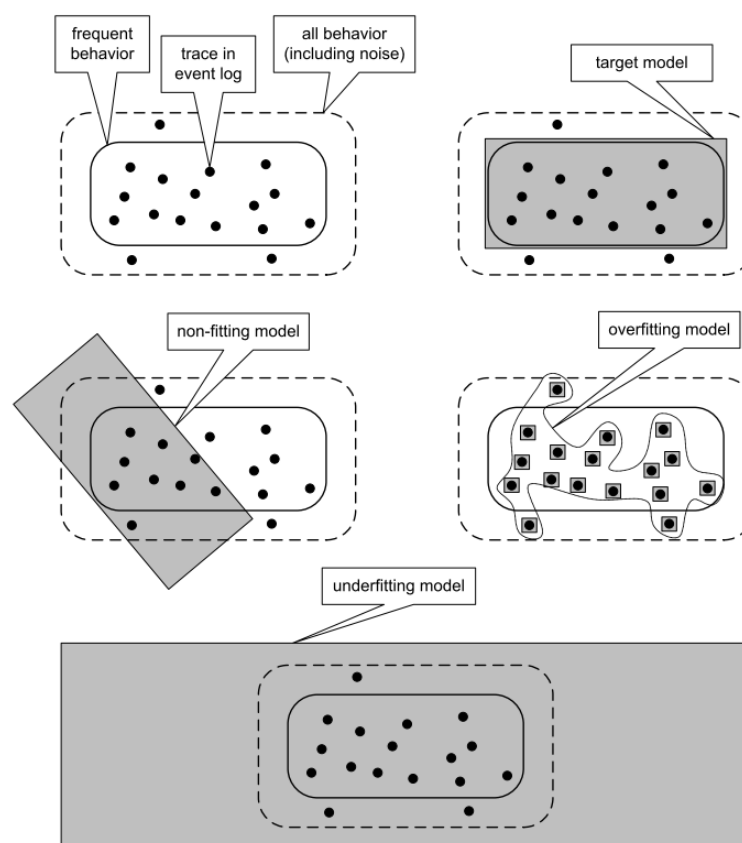 frequent
behavior
trace in
event log
all behavior
(including noise)
target model
non-fitting model
overfitting model
underfitting model